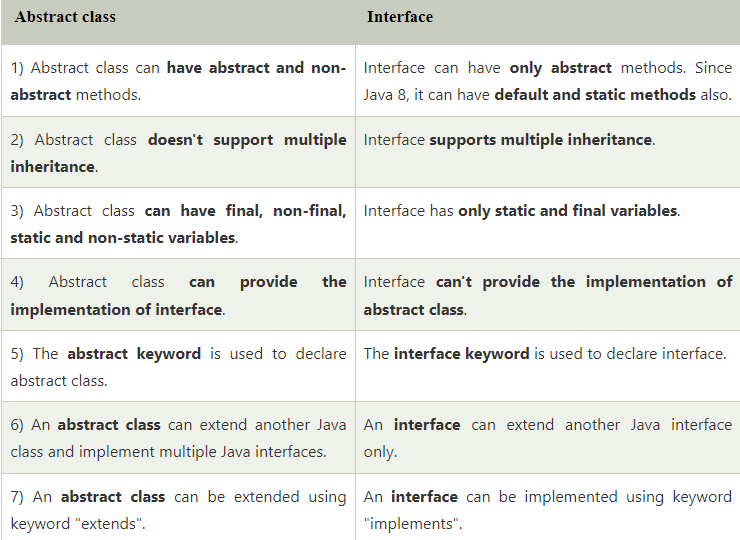 Abstract class
Interface
1) Abstract class can have abstract and non-
abstract methods.
Interface can have only abstract methods. Since
Java 8, it can have default and static methods also.
2) Abstract class doesn't support multiple
inheritance.
Interface supports multiple inheritance.
3) Abstract class can have final, non-final,
static and non-static variables.
Interface has only static and final variables.
4) Abstract class can provide the
implementation of interface.
Interface can't provide the implementation of
abstract class.
5) The abstract keyword is used to declare
abstract class.
The interface keyword is used to declare interface.
6) An abstract class can extend another Java
class and implement multiple Java interfaces.
An interface can extend another Java interface
only.
7) An abstract class can be extended using
keyword "extends".
An interface can be implemented using keyword
"implements".